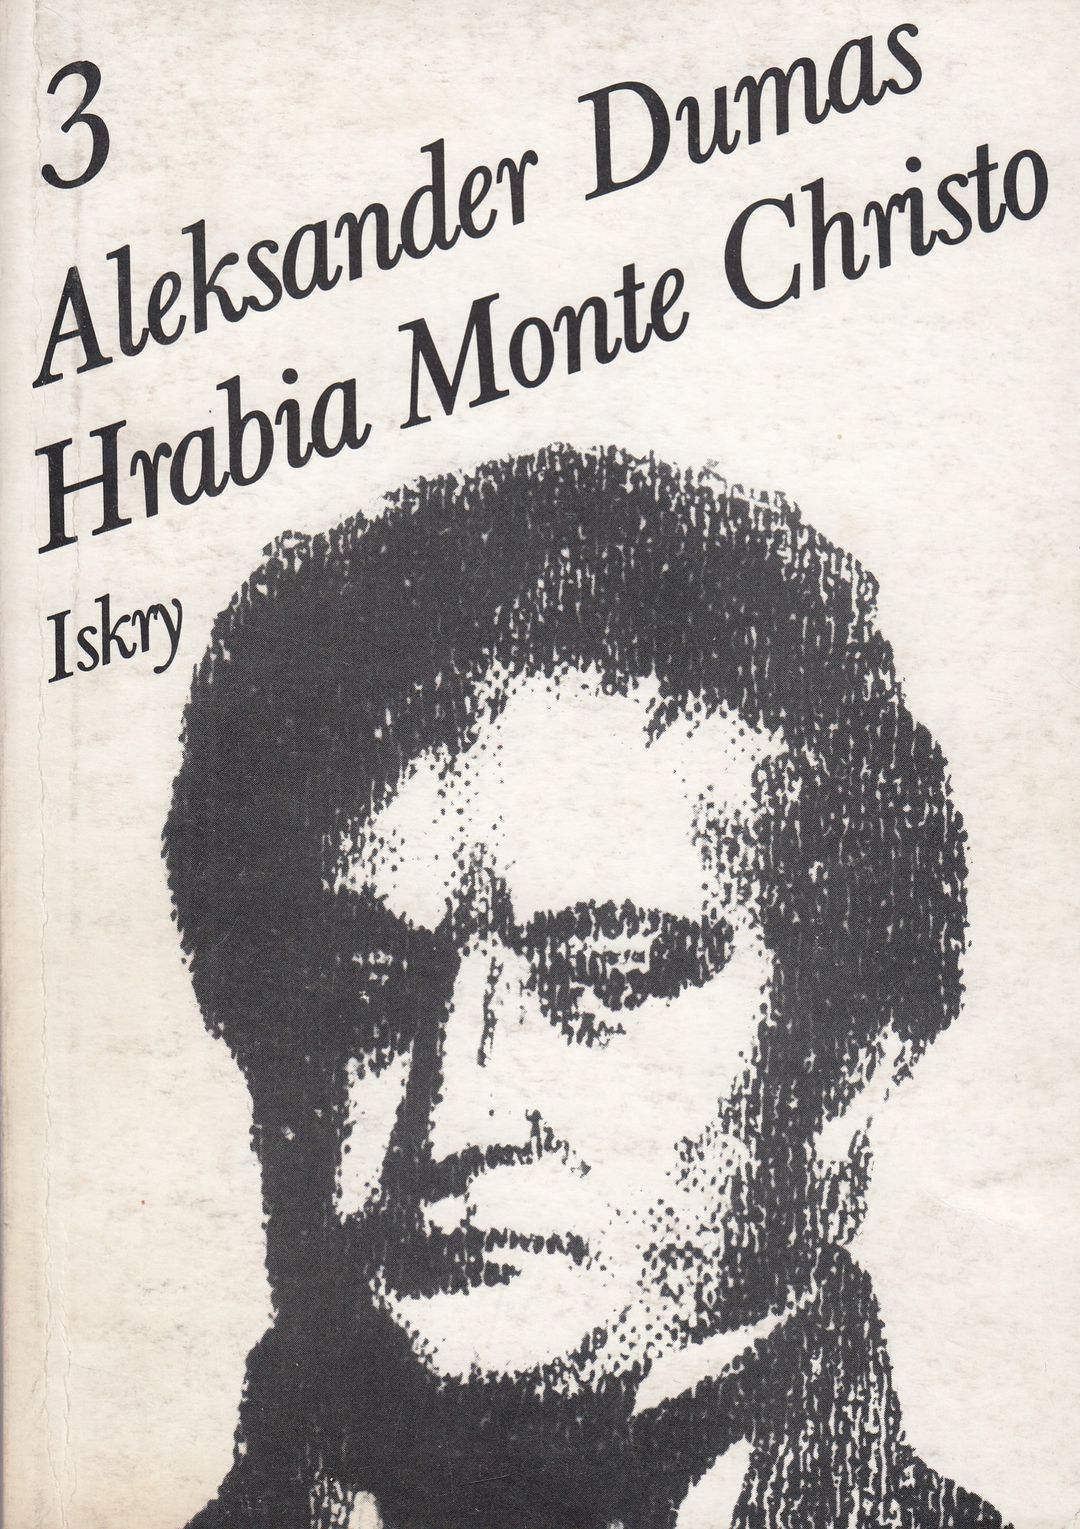 3
Aleksander Dumas
Hrabia Monte Christo
Iskry